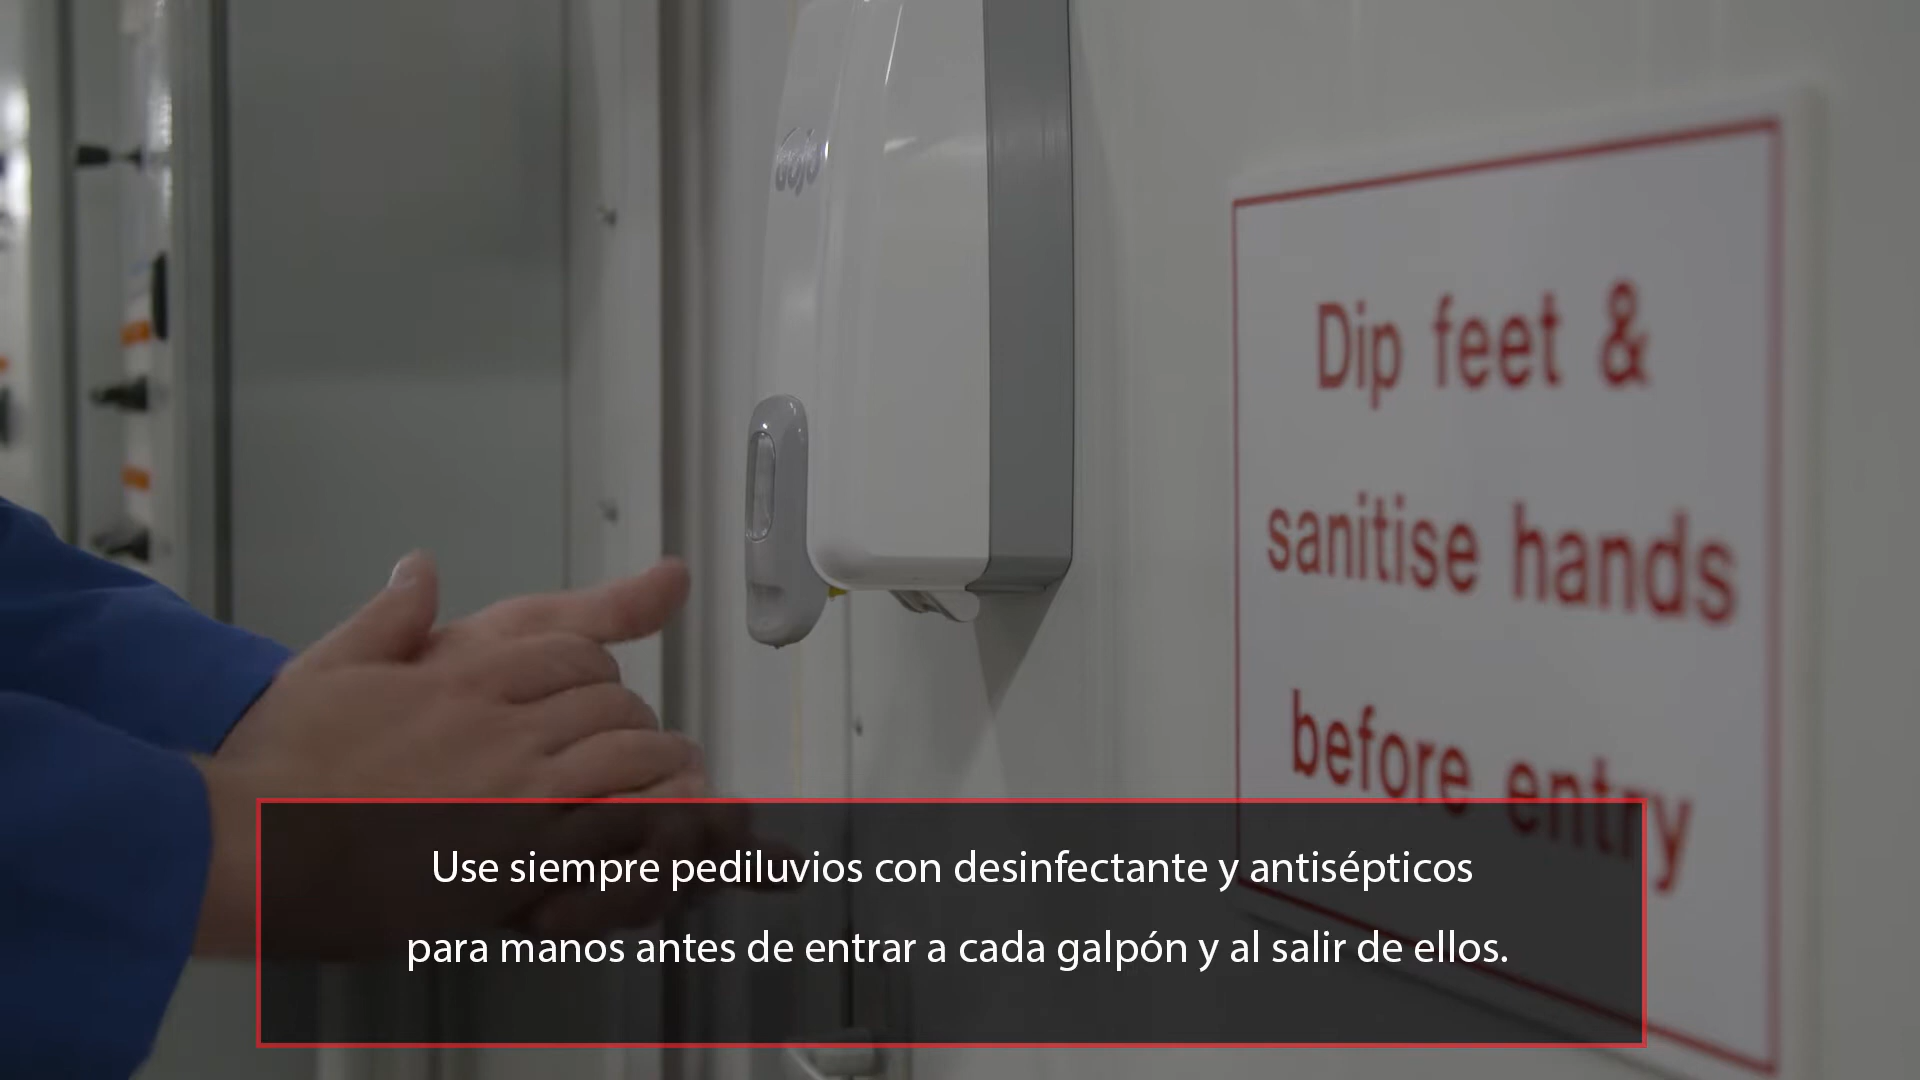 GOJO
Dip feet &
sanitise hands
before entry
Use siempre pediluvios con desinfectante y antisépticos
para manos antes de entrar a cada galpón y al salir de ellos.